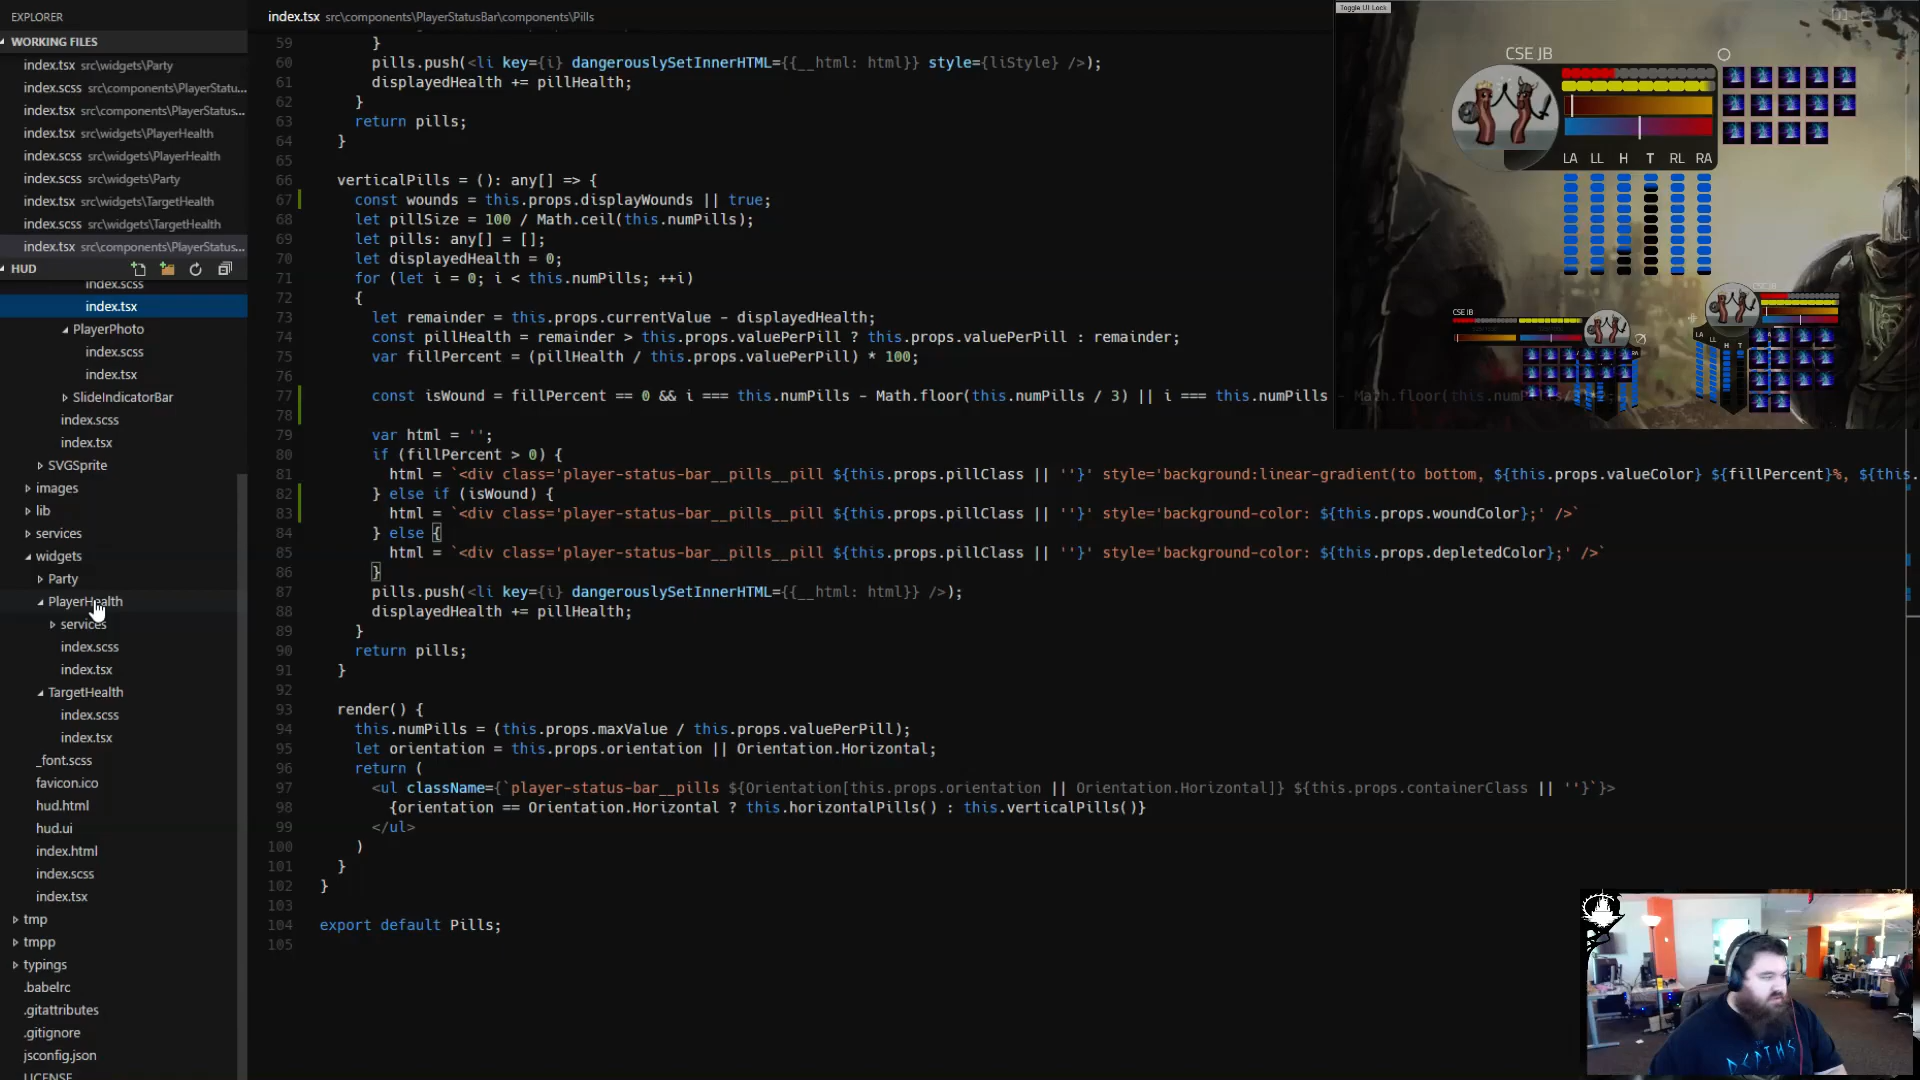 EXPLORER
WORKING FILES
index.tsx src\widgets\Party
index.scss src\components\PlayerStatu...
index.tsx src\components\PlayerStatus...
index.tsx src\widgets\PlayerHealth
index.scss src\widgets\PlayerHealth
index.scss src\widgets\Party
index.tsx src\widgets\TargetHealth
index.scss src\widgets\TargetHealth
index.tsx src\components\PlayerStatus...
HUD
index.scss
index.tsx
PlayerPhoto
index.scss
index.tsx
SlideIndicatorBar
index.scss
index.tsx
SVGSprite
images
lib
services
widgets
Party
PlayerHealth
services
index.scss
index.tsx
TargetHealth
index.scss
index.tsx
_font.scss
favicon.ico
hud.html
hud.ui
index.html
index.scss
index.tsx
tmp
tmpp
typings
.babelrc
.gitattributes
.gitignore
jsconfig.json
LICENSE
index.tsx src\components\PlayerStatusBar\components\Pills
59 }
60 pills.push(<li key={i} dangerouslySetInnerHTML={{__html: html}} style={liStyle} />);
61 displayedHealth += pillHealth;
62 }
63 return pills;
64 }
65
66 verticalPills = (): any[] => {
67 const wounds = this.props.displayWounds || true;
68 let pillSize = 100 / Math.ceil(this.numPills);
69 let pills: any[] = [];
70 let displayedHealth = 0;
71 for (let i = 0; i < this.numPills; ++i)
72 {
73 let remainder = this.props.currentValue - displayedHealth;
74 const pillHealth = remainder > this.props.valuePerPill ? this.props.valuePerPill : remainder;
75 var fillPercent = (pillHealth / this.props.valuePerPill) * 100;
76
77 const isWound = fillPercent == 0 && i === this.numPills - Math.floor(this.numPills / 3) || i === this.numPills - Math.floor(this.numPills
78
79 var html = '';
80 if (fillPercent > 0) {
81 html = `<div class='player-status-bar__pills__pill ${this.props.pillClass || ''}' style='background:linear-gradient(to bottom, ${this.props.valueColor} ${fillPercent}%, ${this.
82 } else if (isWound) {
83 html = `<div class='player-status-bar__pills__pill ${this.props.pillClass || ''}' style='background-color: ${this.props.woundColor};' />`
84 } else {
85 html = `<div class='player-status-bar__pills__pill ${this.props.pillClass || ''}' style='background-color: ${this.props.depletedColor};' />`
86 }
87 pills.push(<li key={i} dangerouslySetInnerHTML={{__html: html}} />);
88 displayedHealth += pillHealth;
89 }
90 return pills;
91 }
92
93 render() {
94 this.numPills = (this.props.maxValue / this.props.valuePerPill);
95 let orientation = this.props.orientation || Orientation.Horizontal;
96 return (
97 <ul className={`player-status-bar__pills ${Orientation[this.props.orientation || Orientation.Horizontal]} ${this.props.containerClass || ''}`}>
98 {orientation == Orientation.Horizontal ? this.horizontalPills() : this.verticalPills()}
99 </ul>
100 )
101 }
102 }
103
104 export default Pills;
105
Toggle UI Lock
CSE JB
LA LL H T RL RA
CSE JB
CSE JB
LA LL H T
DEPTHS